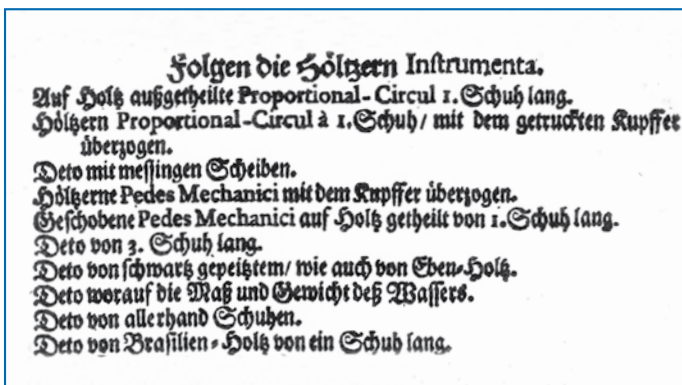 Folgen die Höltzern Instrumenta.
Auf Holtz außgetheilte Proportional-Circul 1. Schuh lang.
Höltzern Proportional-Circul à 1. Schuh/ mit dem getruckten Kupffer
überzogen.
Deto mit messingen Scheiben.
Höltzerne Pedes Mechanici mit dem Kupffer überzogen.
Geschobene Pedes Mechanici auf Holtz getheilt von 1. Schuh lang.
Deto von 3. Schuh lang.
Deto von schwartz gepeitztem/ wie auch von Eben-Holtz.
Deto worauf die Maß und Gewicht deß Wassers.
Deto von allerhand Schuhen.
Deto von Brasilien-Holtz von ein Schuh lang.